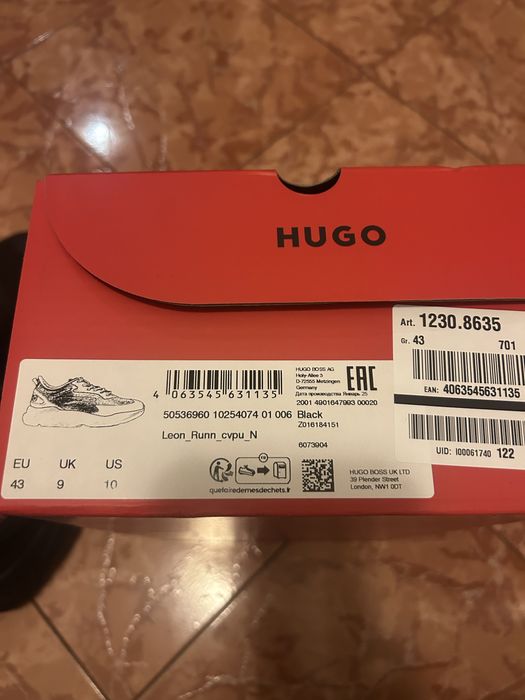 HUGO
Art. 1230.8635
Gr. 43 701
EAN: 4063545631135
UID: I00061740 122
4 063545 631135
HUGO BOSS AG
Holy-Allee 3
D-72555 Metzingen
Germany
Дата производства Январь 25
EAC
2001 4901647993 00020
50536960 10254074 01 006 Black
Z016184151
Leon_Runn_cvpu_N
6073904
EU UK US
43 9 10
FR
quefairedemesdechets.fr
HUGO BOSS UK LTD
39 Plender Street
London, NW1 0DT